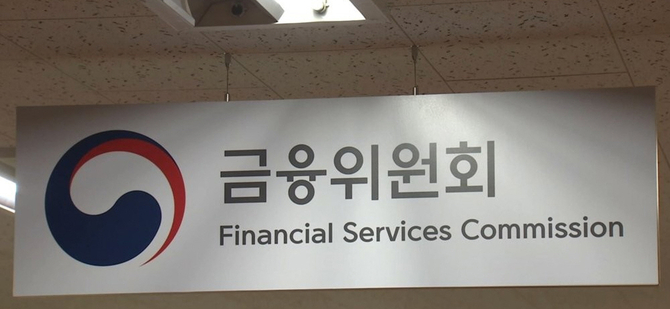 금융위원회
Financial Services Commission